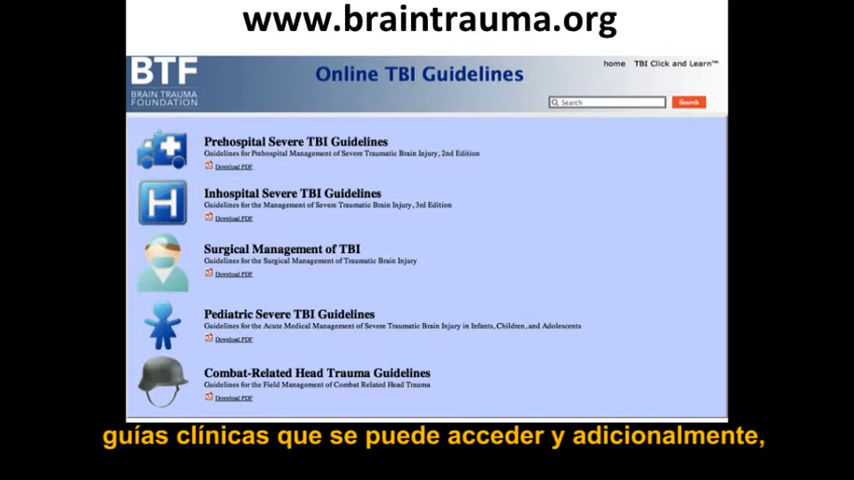 www.braintrauma.org
BTF
BRAIN TRAUMA
FOUNDATION
Online TBI Guidelines
home TBI Click and Learn™
Search Search
Prehospital Severe TBI Guidelines
Guidelines for Prehospital Management of Severe Traumatic Brain Injury, 2nd Edition
Download PDF
H
Inhospital Severe TBI Guidelines
Guidelines for the Management of Severe Traumatic Brain Injury, 3rd Edition
Download PDF
Surgical Management of TBI
Guidelines for the Surgical Management of Traumatic Brain Injury
Download PDF
Pediatric Severe TBI Guidelines
Guidelines for the Acute Medical Management of Severe Traumatic Brain Injury in Infants, Children, and Adolescents
Download PDF
Combat-Related Head Trauma Guidelines
Guidelines for the Field Management of Combat Related Head Trauma
Download PDF
guías clínicas que se puede acceder y adicionalmente,